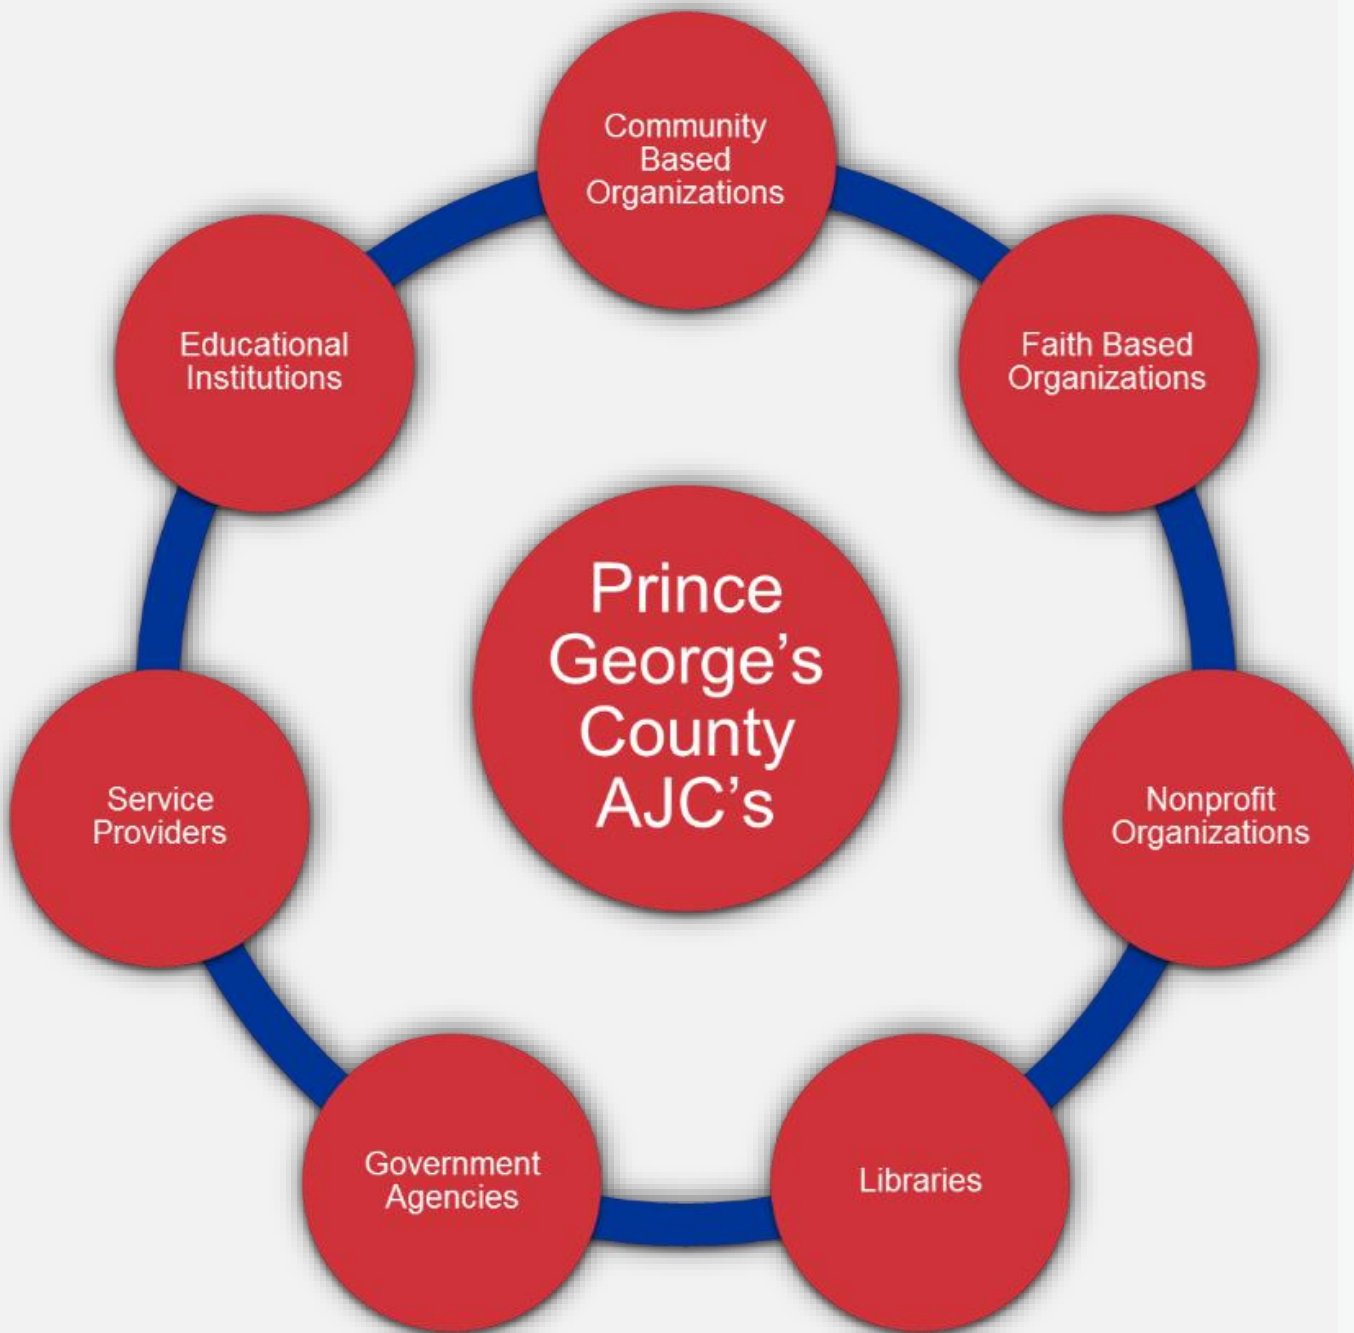 Community
Based
Organizations
Faith Based
Organizations
Nonprofit
Organizations
Libraries
Government
Agencies
Service
Providers
Educational
Institutions
Prince
George’s
County
AJC’s